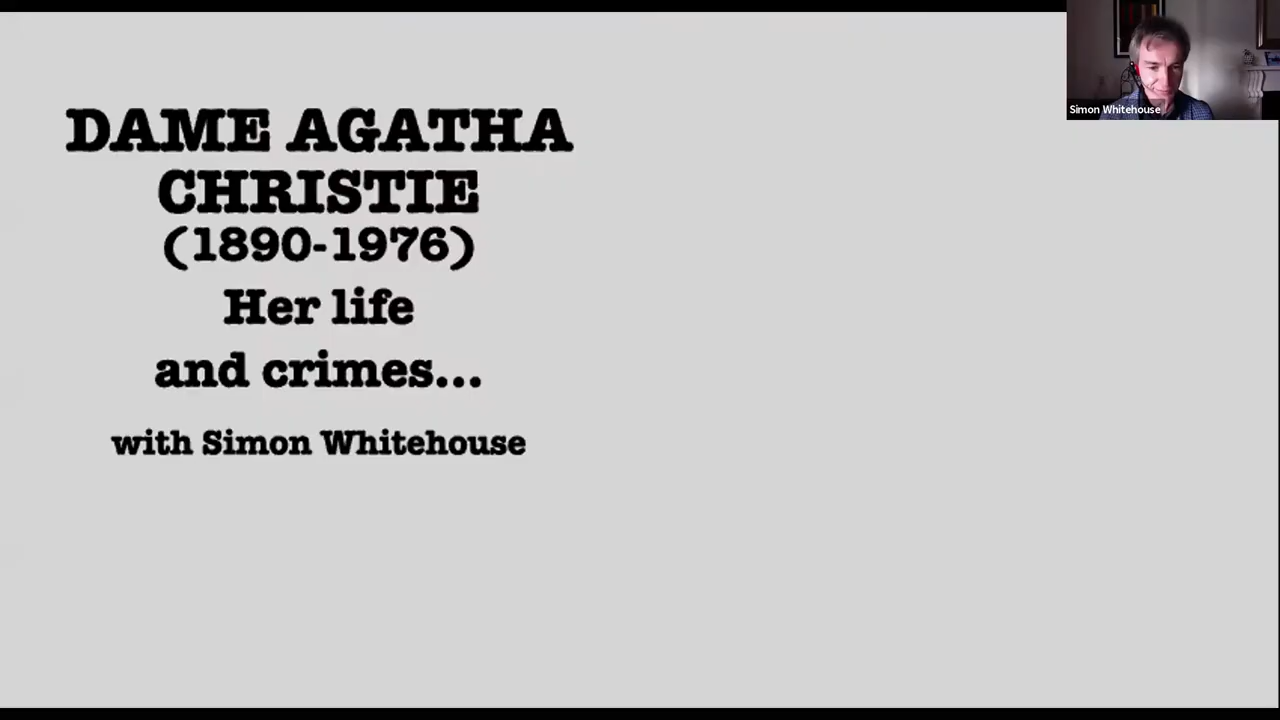 DAME AGATHA
CHRISTIE
(1890-1976)
Her life
and crimes...
with Simon Whitehouse
Simon Whitehouse